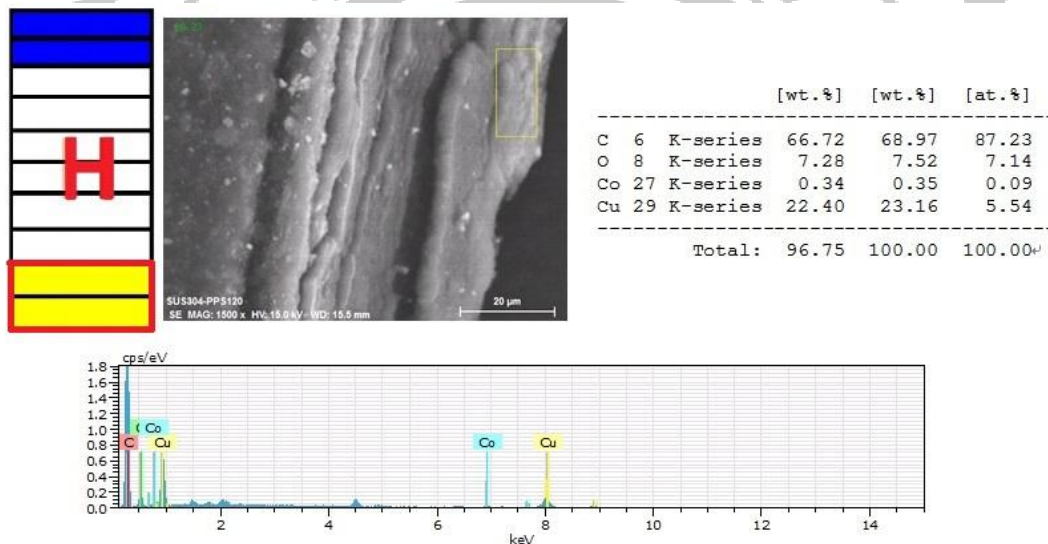 H
SUS304-PPS120
SE MAG: 1500 x HV: 15.0 kV WD: 15.5 mm
20 µm
[wt.%] [wt.%] [at.%]
C 6 K-series 66.72 68.97 87.23
O 8 K-series 7.28 7.52 7.14
Co 27 K-series 0.34 0.35 0.09
Cu 29 K-series 22.40 23.16 5.54
Total: 96.75 100.00 100.00↵
cps/eV
1.8
1.6
1.4
1.2
1.0
0.8
0.6
0.4
0.2
0.0
Co
C
Cu
Co
Cu
2 4 6 8 10 12 14
keV